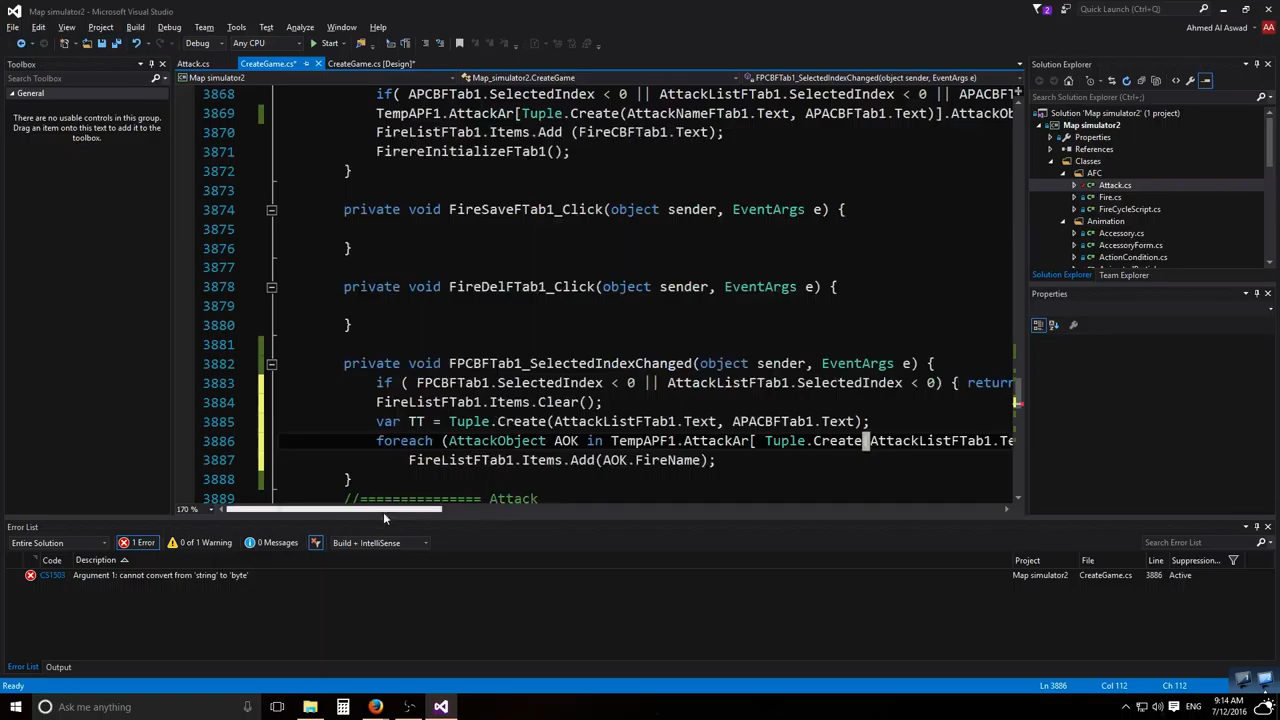 Map simulator2 - Microsoft Visual Studio
2
Quick Launch (Ctrl+Q)
File Edit View Project Build Debug Team Tools Analyze Window Help
Ahmed Al Aswad AA
Debug Any CPU Start
Toolbox
Attack.cs CreateGame.cs* CreateGame.cs [Design]*
Solution Explorer
Search Toolbox
Map simulator2 Map_simulator2.CreateGame FPCBFTab1_SelectedIndexChanged(object sender, EventArgs e)
General
There are no usable controls in this group. Drag an item onto this text to add it to the toolbox.
3868 if( APCBFTab1.SelectedIndex < 0 || AttackListFTab1.SelectedIndex < 0 || APACBFTab
3869 TempAPF1.AttackAr[Tuple.Create(AttackNameFTab1.Text, APACBFTab1.Text)].AttackOb
3870 FireListFTab1.Items.Add (FireCBFTab1.Text);
3871 FirereInitializeFTab1();
3872 }
3873
3874 private void FireSaveFTab1_Click(object sender, EventArgs e) {
3875
3876 }
3877
3878 private void FireDelFTab1_Click(object sender, EventArgs e) {
3879
3880 }
3881
3882 private void FPCBFTab1_SelectedIndexChanged(object sender, EventArgs e) {
3883 if ( FPCBFTab1.SelectedIndex < 0 || AttackListFTab1.SelectedIndex < 0) { return
3884 FireListFTab1.Items.Clear();
3885 var TT = Tuple.Create(AttackListFTab1.Text, APACBFTab1.Text);
3886 foreach (AttackObject AOK in TempAPF1.AttackAr[ Tuple.Create AttackListFTab1.Te
3887 FireListFTab1.Items.Add(AOK.FireName);
3888 }
3889 //=============== Attack
170 %
Search Solution Explorer (Ctrl+;)
Solution 'Map simulator2' (1 project)
Map simulator2
Properties
References
Classes
AFC
Attack.cs
Fire.cs
FireCycleScript.cs
Animation
Accessory.cs
AccessoryForm.cs
ActionCondition.cs
Solution Explorer Team Explorer
Properties
Error List
Entire Solution 1 Error 0 of 1 Warning 0 Messages Build + IntelliSense Search Error List
Code Description Project File Line Suppression...
CS1503 Argument 1: cannot convert from 'string' to 'byte' Map simulator2 CreateGame.cs 3886 Active
Error List Output
Ready Ln 3886 Col 112 Ch 112
Ask me anything
ENG
9:14 AM
7/12/2016